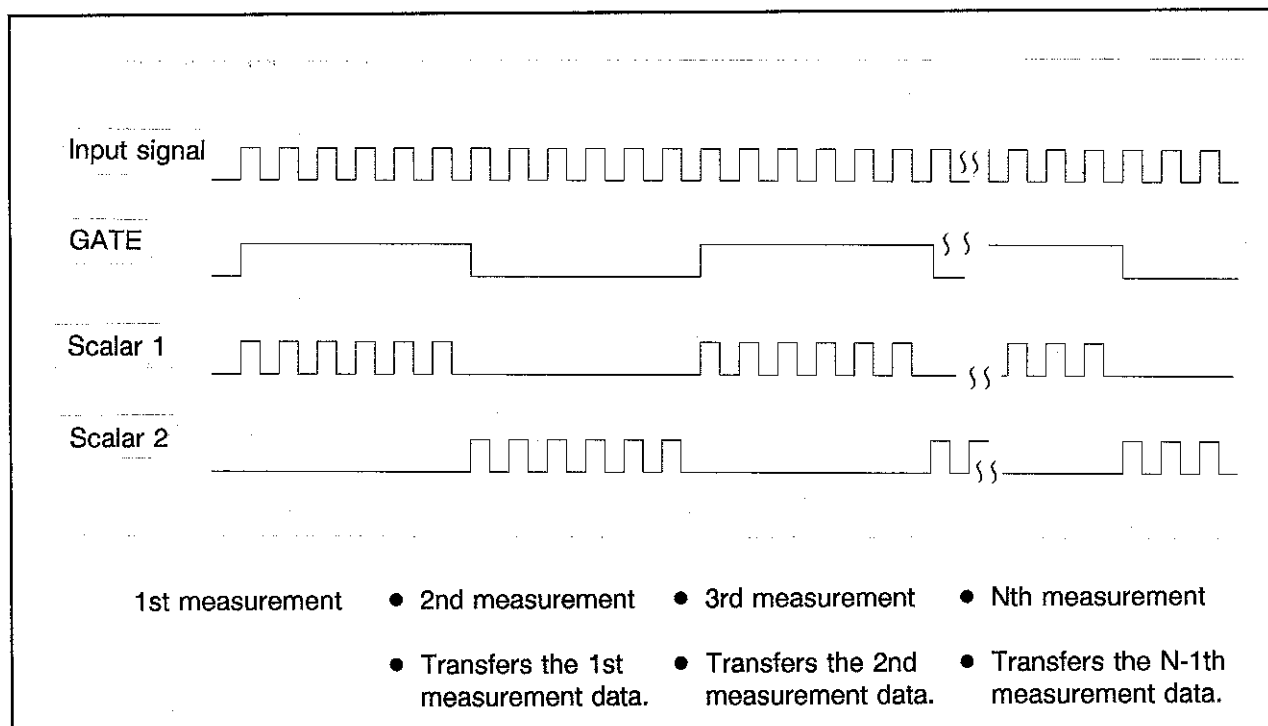 Input signal
GATE
Scalar 1
Scalar 2
1st measurement
● 2nd measurement
● Transfers the 1st
measurement data.
● 3rd measurement
● Transfers the 2nd
measurement data.
● Nth measurement
● Transfers the N-1th
measurement data.